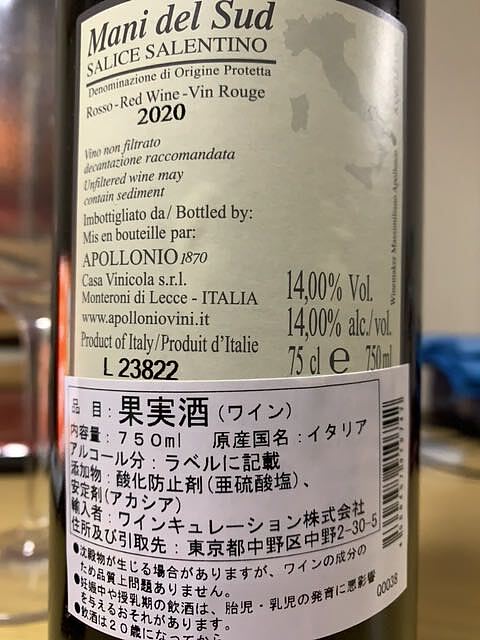 Mani del Sud
SALICE SALENTINO
Denominazione di Origine Protetta
Rosso-Red Wine-Vin Rouge
2020
Vino non filtrato
decantazione raccomandata
Unfiltered wine may
contain sediment
Imbottigliato da / Bottled by:
Mis en bouteille par:
APOLLONIO 1870
Casa Vinicola s.r.l.
Monteroni di Lecce - ITALIA
www.apolloniovini.it
Product of Italy/Produit d'Italie
L 23822
14,00% Vol.
14,00% alc./vol.
75 cl e 750 ml
Winemaker Massimiliano Apollonio
品 目:果実酒(ワイン)
内容量:750ml 原産国名:イタリア
アルコール分:ラベルに記載
添加物:酸化防止剤(亜硫酸塩)、
安定剤(アカシア)
輸入者:ワインキュレーション株式会社
住所及び引取先:東京都中野区中野2-30-5
●沈殿物が生じる場合がありますが、ワインの成分の
ため品質上問題ありません。
●妊娠中や授乳期の飲酒は、胎児・乳児の発育に悪影響
を与えるおそれがあります。
●飲酒は20歳になってから
00038